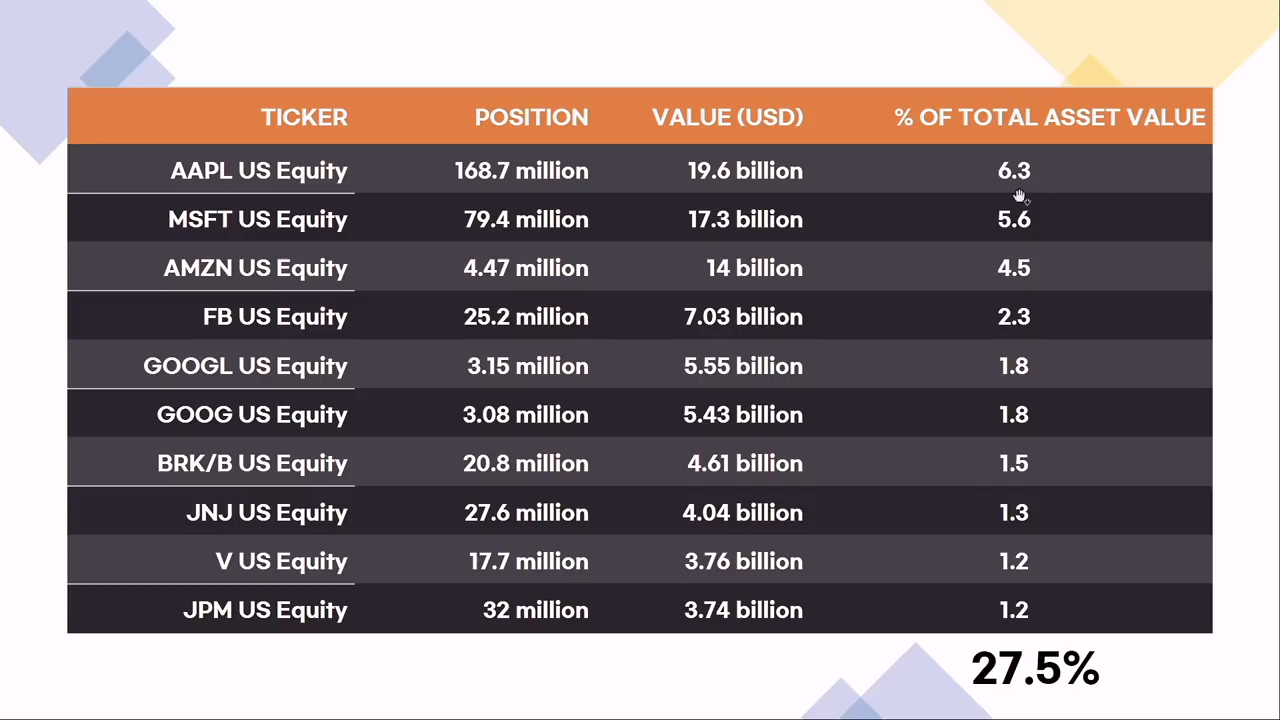 TICKER POSITION VALUE (USD) % OF TOTAL ASSET VALUE
AAPL US Equity 168.7 million 19.6 billion 6.3
MSFT US Equity 79.4 million 17.3 billion 5.6
AMZN US Equity 4.47 million 14 billion 4.5
FB US Equity 25.2 million 7.03 billion 2.3
GOOGL US Equity 3.15 million 5.55 billion 1.8
GOOG US Equity 3.08 million 5.43 billion 1.8
BRK/B US Equity 20.8 million 4.61 billion 1.5
JNJ US Equity 27.6 million 4.04 billion 1.3
V US Equity 17.7 million 3.76 billion 1.2
JPM US Equity 32 million 3.74 billion 1.2
27.5%